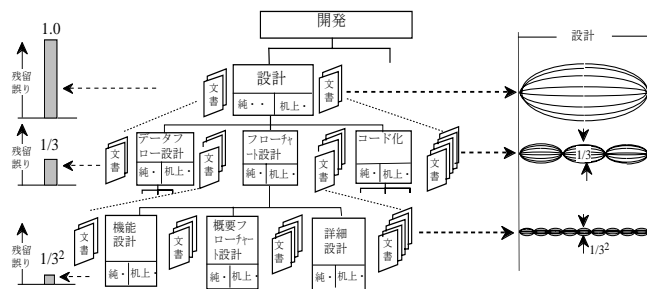 開発
1.0
残留
誤り
設計
純・・
机上・
文
書
文
書
設計
1/3
残留
誤り
文
書
データフ
ロー設計
純・
机上・
文
書
フローチャ
ート設計
純・
机上・
文
書
コード化
純・
机上・
文
書
1/3
1/3²
残留
誤り
文
書
機能
設計
純・
机上・
文
書
概要フ
ローチャー
ト設計
純・
机上・
文
書
詳細
設計
純・
机上・
文
書
1/3²